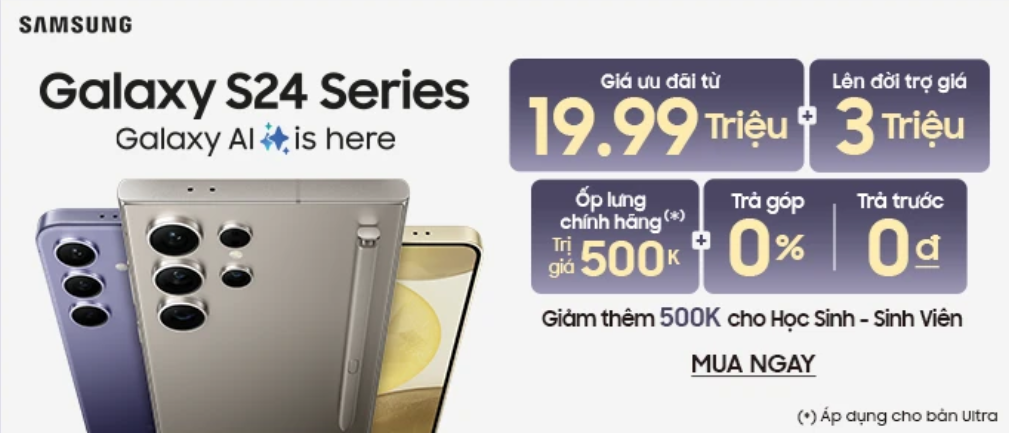 SAMSUNG
Galaxy S24 Series
Galaxy AI is here
Giá ưu đãi từ
19.99 Triệu
+
Lên đời trợ giá
3 Triệu
Ốp lưng
chính hãng(*)
Trị giá 500K
+
Trả góp
0%
Trả trước
0đ
Giảm thêm 500K cho Học Sinh - Sinh Viên
MUA NGAY
(*) Áp dụng cho bản Ultra